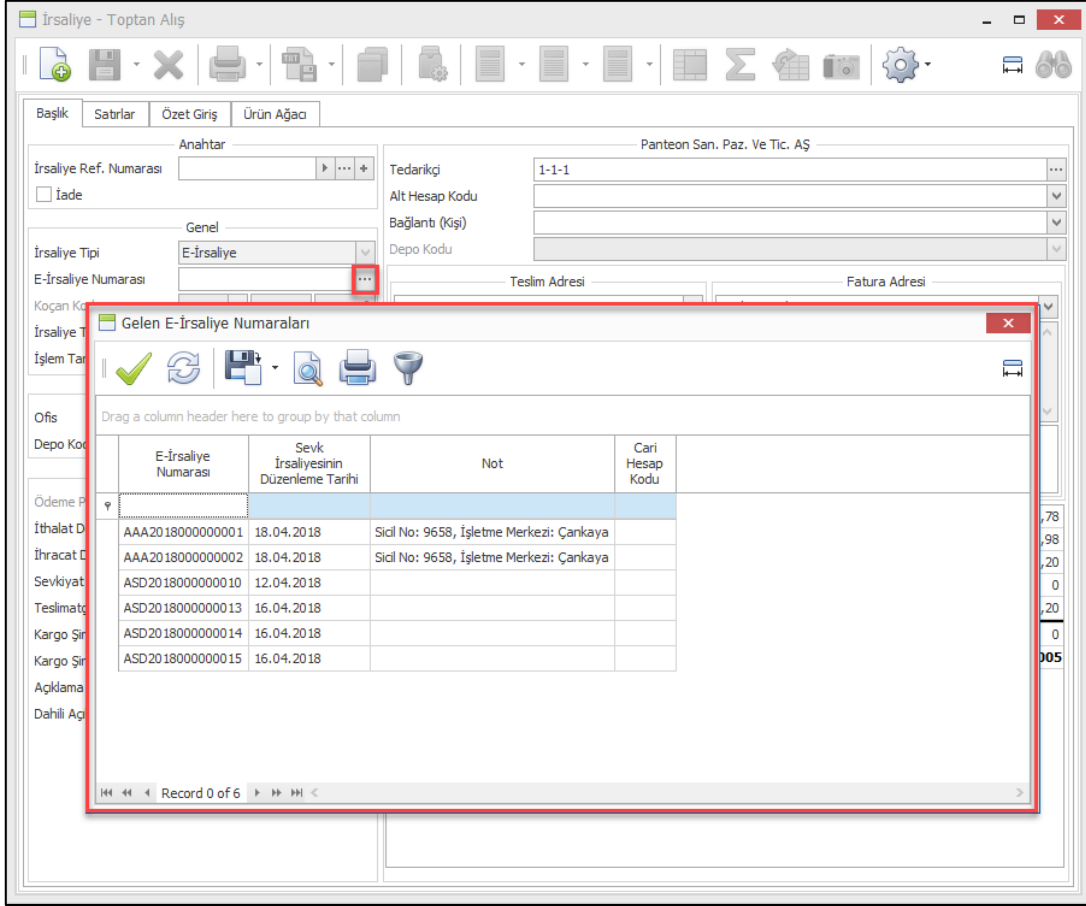 İrsaliye - Toptan Alış
Başlık Satırlar Özet Giriş Ürün Ağacı
Anahtar
İrsaliye Ref. Numarası
İade
Panteon San. Paz. Ve Tic. AŞ
Tedarikçi 1-1-1
Alt Hesap Kodu
Bağlantı (Kişi)
Depo Kodu
Genel
İrsaliye Tipi E-İrsaliye
E-İrsaliye Numarası
Teslim Adresi Fatura Adresi
Koçan
İrsaliye
İşlem
Ofis
Depo
Ödeme
İthalat
İhracat
Sevkiyat
Kargo
Kargo
Açıklama
Dahili
Gelen E-İrsaliye Numaraları
Drag a column header here to group by that column
E-İrsaliye Numarası
Sevk İrsaliyesinin Düzenleme Tarihi
Not
Cari Hesap Kodu
AAA2018000000001 18.04.2018 Sicil No: 9658, İşletme Merkezi: Çankaya
AAA2018000000002 18.04.2018 Sicil No: 9658, İşletme Merkezi: Çankaya
ASD2018000000010 12.04.2018
ASD2018000000013 16.04.2018
ASD2018000000014 16.04.2018
ASD2018000000015 16.04.2018
Record 0 of 6
,78
,98
,20
0
,20
0
005